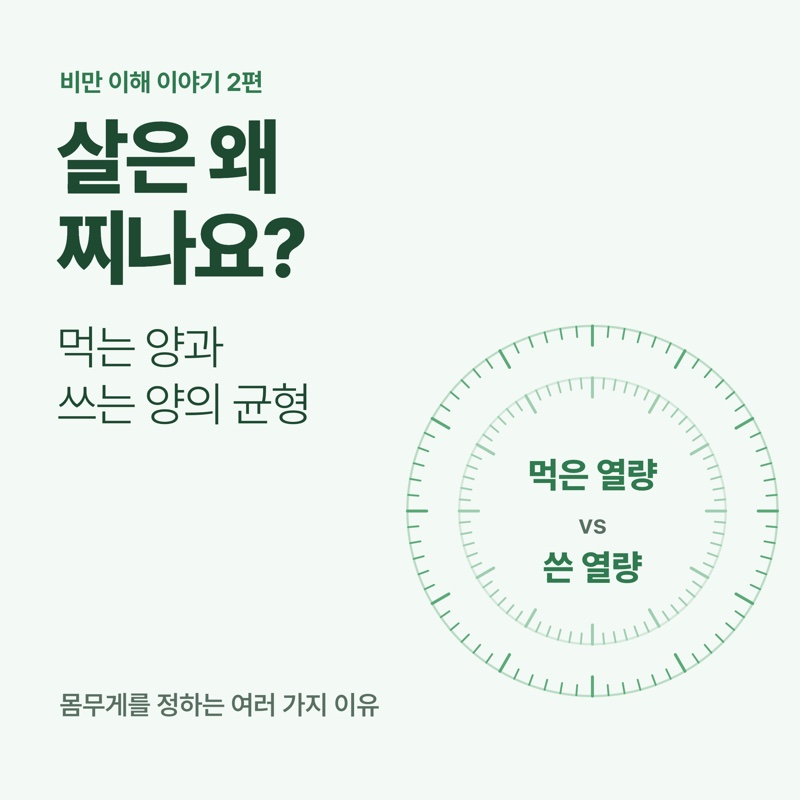 비만 이해 이야기 2편
살은 왜
찌나요?
먹는 양과
쓰는 양의 균형
먹은 열량
vs
쓴 열량
몸무게를 정하는 여러 가지 이유